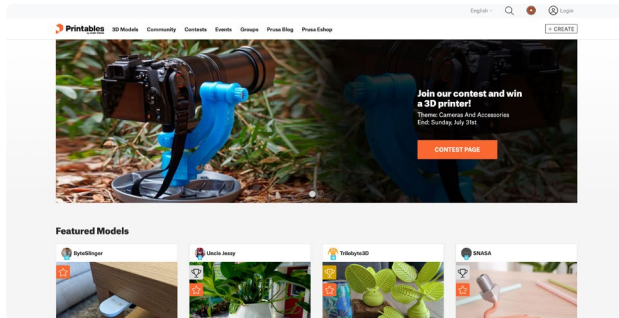 English
Login
Printables
3D Models Community Contests Events Groups Prusa Blog Prusa Eshop
+ CREATE
Join our contest and win
a 3D printer!
Theme: Cameras And Accessoriss
End: Sunday, July 31st
CONTEST PAGE
Featured Models
ByteSlinger
Uncle Jessy
Trilobyte3D
SNASA